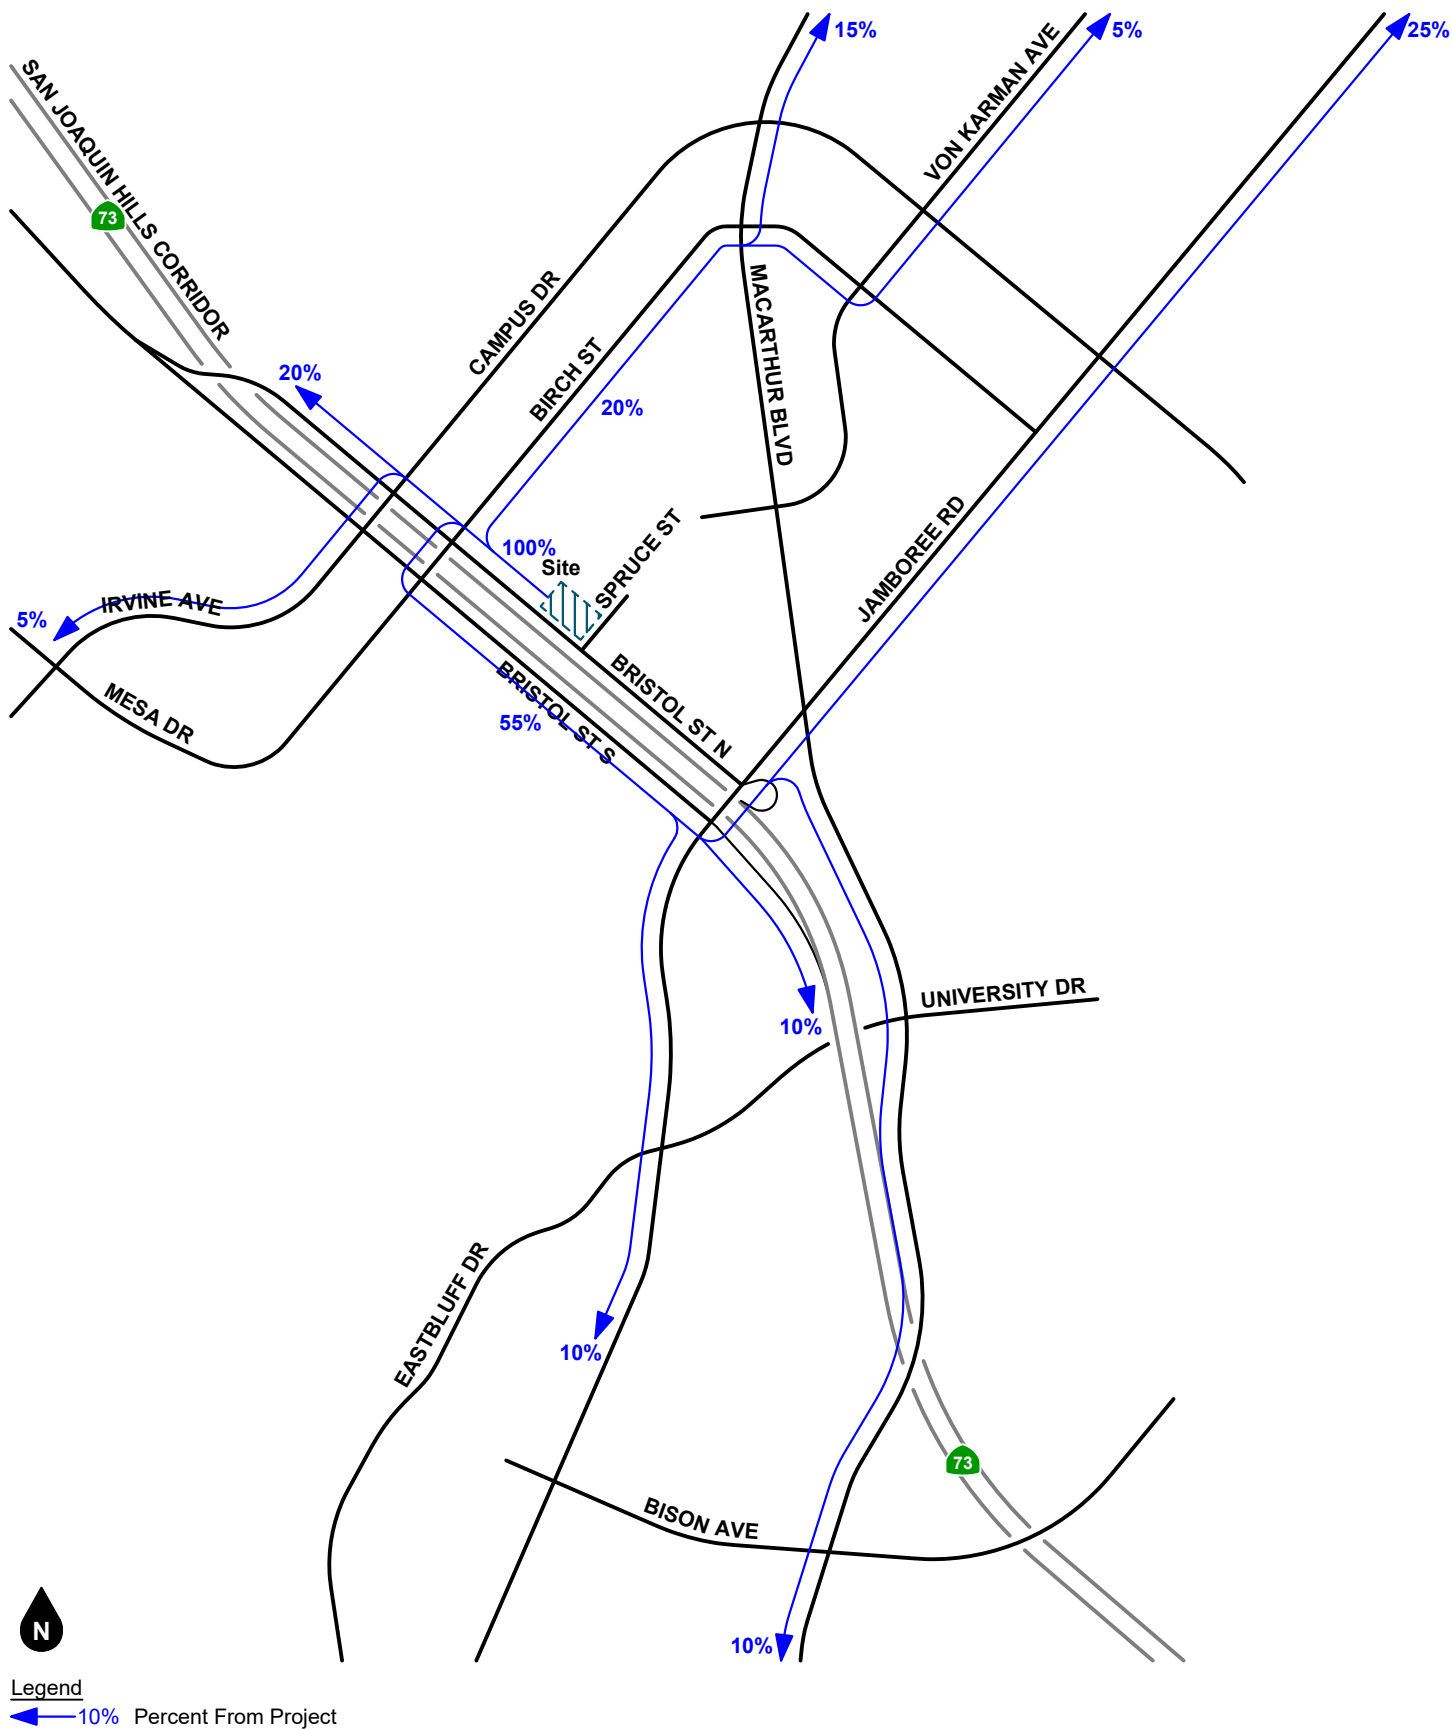 15%
5%
25%
SAN JOAQUIN HILLS CORRIDOR
73
VON KARMAN AVE
CAMPUS DR
BIRCH ST
MACARTHUR BLVD
20%
20%
100%
Site
SPRUCE ST
JAMBOREE RD
IRVINE AVE
5%
MESA DR
BRISTOL ST N
BRISTOL ST S
55%
UNIVERSITY DR
10%
EASTBLUFF DR
10%
73
BISON AVE
10%
N
Legend
10% Percent From Project